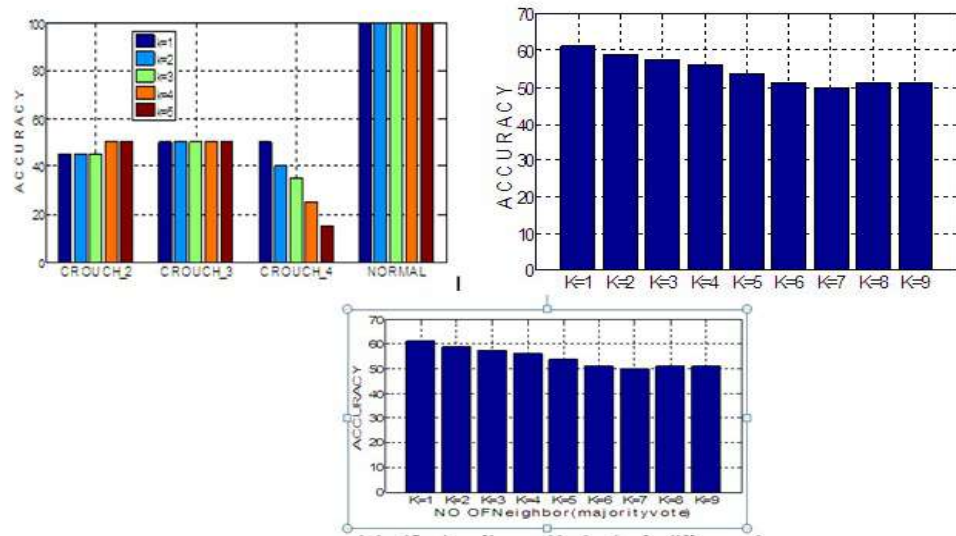 100
80
60
40
20
0
ACCURACY
a=1
a=2
a=3
a=4
a=5
CROUCH_2 CROUCH_3 CROUCH_4 NORMAL
I
70
60
50
40
30
20
10
0
ACCURACY
K=1 K=2 K=3 K=4 K=5 K=6 K=7 K=8 K=9
70
60
50
40
30
20
10
0
ACCURACY
K=1 K=2 K=3 K=4 K=5 K=6 K=7 K=8 K=9
NO OFNeighbor(majorityvote)